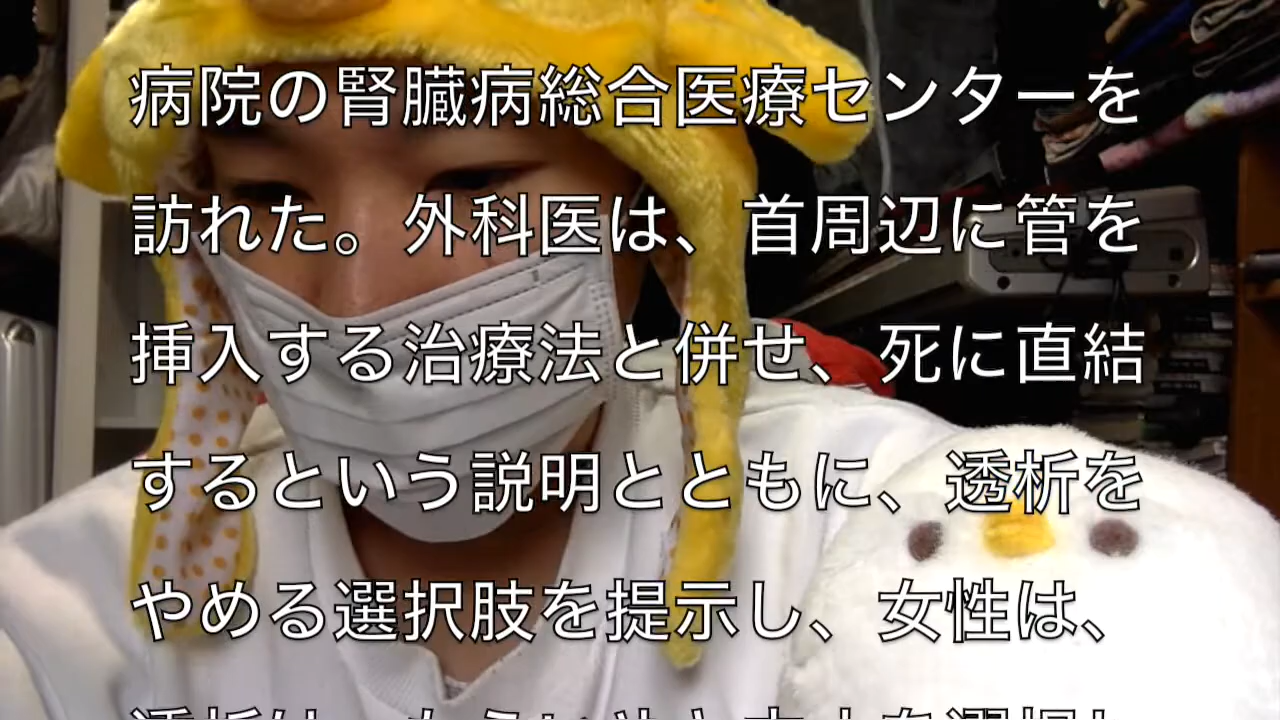 病院の腎臓病総合医療センターを
訪れた。外科医は、首周辺に管を
挿入する治療法と併せ、死に直結
するという説明とともに、透析を
やめる選択肢を提示し、女性は、